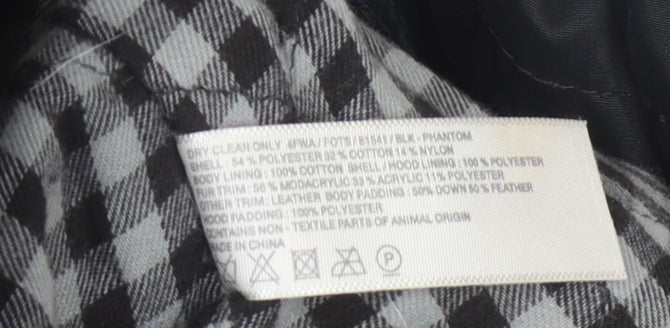 DRY CLEAN ONLY 4FWA / FOTS / 81541 / BLK - PHANTOM
SHELL : 54 % POLYESTER 32 % COTTON 14 % NYLON
BODY LINING : 100% COTTON SHELL / HOOD LINING : 100 % POLYESTER
FUR TRIM : 56 % MODACRYLIC 33 % ACRYLIC 11% POLYESTER
OTHER TRIM : LEATHER BODY PADDING : 50% DOWN 50 % FEATHER
HOOD PADDING : 100% POLYESTER
CONTAINS NON - TEXTILE PARTS OF ANIMAL ORIGIN
MADE IN CHINA
P